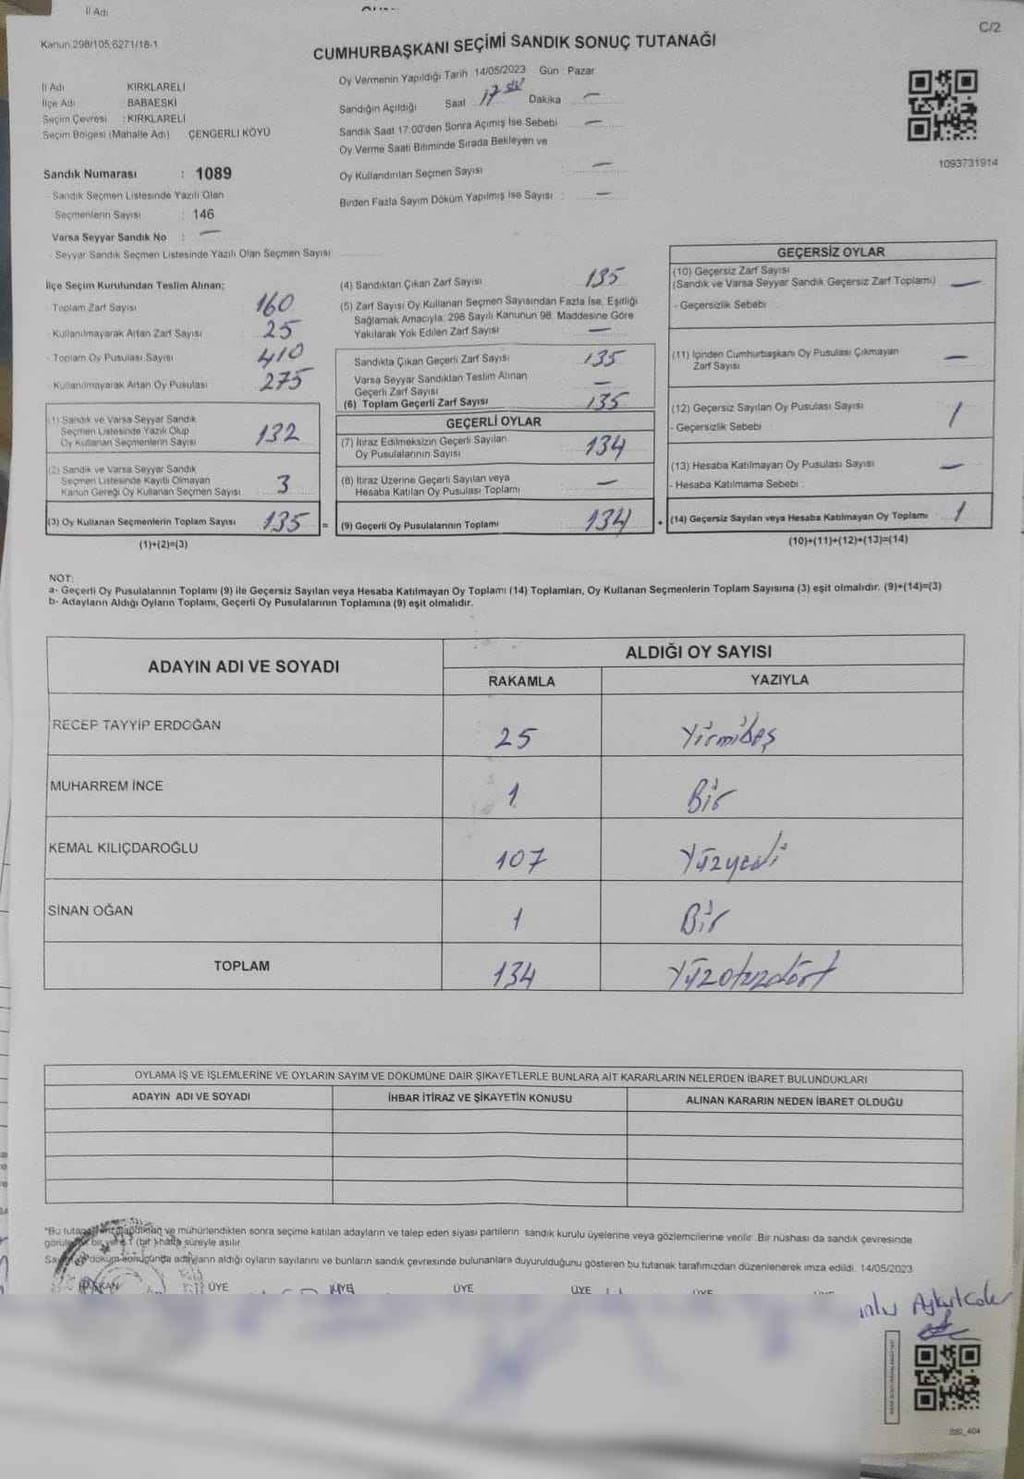 İl Adı
Kanun 298/105,6271/18-1
C/2
CUMHURBAŞKANI SEÇİMİ SANDIK SONUÇ TUTANAĞI
İl Adı KIRKLARELİ
İlçe Adı BABAESKİ
Seçim Çevresi : KIRKLARELİ
Seçim Bölgesi (Mahalle Adı) ÇENGERLİ KÖYÜ
Oy Vermenin Yapıldığı Tarih 14/05/2023 Gün : Pazar
Sandığın Açıldığı Saat 17 Dakika —
Sandık Saat 17:00'den Sonra Açımış İse Sebebi —
Oy Verme Saati Bitiminde Sırada Bekleyen ve
Oy Kullandırılan Seçmen Sayısı —
Birden Fazla Sayım Döküm Yapılmış İse Sayısı : —
1093731914
Sandık Numarası : 1089
- Sandık Seçmen Listesinde Yazılı Olan
Seçmenlerin Sayısı : 146
Varsa Seyyar Sandık No : —
- Seyyar Sandık Seçmen Listesinde Yazılı Olan Seçmen Sayısı
İlçe Seçim Kurulundan Teslim Alınan;
- Toplam Zarf Sayısı 160
- Kullanılmayarak Artan Zarf Sayısı 25
- Toplam Oy Pusulası Sayısı 410
- Kullanılmayarak Artan Oy Pusulası 275
(1) Sandık ve Varsa Seyyar Sandık
Seçmen Listesinde Yazılı Olup
Oy Kullanan Seçmenlerin Sayısı 132
(2) Sandık ve Varsa Seyyar Sandık
Seçmen Listesinde Kayıtlı Olmayan
Kanun Gereği Oy Kullanan Seçmen Sayısı 3
(3) Oy Kullanan Seçmenlerin Toplam Sayısı 135 =
(1)+(2)=(3)
(4) Sandıktan Çıkan Zarf Sayısı 135
(5) Zarf Sayısı Oy Kullanan Seçmen Sayısından Fazla İse, Eşitliği
Sağlamak Amacıyla, 298 Sayılı Kanunun 98. Maddesine Göre
Yakılarak Yok Edilen Zarf Sayısı —
Sandıkta Çıkan Geçerli Zarf Sayısı 135
Varsa Seyyar Sandıktan Teslim Alınan
Geçerli Zarf Sayısı —
(6) Toplam Geçerli Zarf Sayısı 135
GEÇERLİ OYLAR
(7) İtiraz Edilmeksizin Geçerli Sayılan
Oy Pusulalarının Sayısı 134
(8) İtiraz Üzerine Geçerli Sayılan veya
Hesaba Katılan Oy Pusulası Toplamı —
(9) Geçerli Oy Pusulalarının Toplamı 134 +
GEÇERSİZ OYLAR
(10) Geçersiz Zarf Sayısı
(Sandık ve Varsa Seyyar Sandık Geçersiz Zarf Toplamı) —
- Geçersizlik Sebebi
(11) İçinden Cumhurbaşkanı Oy Pusulası Çıkmayan
Zarf Sayısı —
(12) Geçersiz Sayılan Oy Pusulası Sayısı 1
- Geçersizlik Sebebi :
(13) Hesaba Katılmayan Oy Pusulası Sayısı —
- Hesaba Katılmama Sebebi :
(14) Geçersiz Sayılan veya Hesaba Katılmayan Oy Toplamı 1
(10)+(11)+(12)+(13)=(14)
NOT:
a- Geçerli Oy Pusulalarının Toplamı (9) ile Geçersiz Sayılan veya Hesaba Katılmayan Oy Toplamı (14) Toplamları, Oy Kullanan Seçmenlerin Toplam Sayısına (3) eşit olmalıdır. (9)+(14)=(3)
b- Adayların Aldığı Oyların Toplamı, Geçerli Oy Pusulalarının Toplamına (9) eşit olmalıdır.
ADAYIN ADI VE SOYADI
ALDIĞI OY SAYISI
RAKAMLA YAZIYLA
RECEP TAYYİP ERDOĞAN 25 Yirmibeş
MUHARREM İNCE 1 Bir
KEMAL KILIÇDAROĞLU 107 Yüzyedi
SİNAN OĞAN 1 Bir
TOPLAM 134 Yüzotuzdört
OYLAMA İŞ VE İŞLEMLERİNE VE OYLARIN SAYIM VE DÖKÜMÜNE DAİR ŞİKAYETLERLE BUNLARA AİT KARARLARIN NELERDEN İBARET BULUNDUKLARI
ADAYIN ADI VE SOYADI İHBAR İTİRAZ VE ŞİKAYETİN KONUSU ALINAN KARARIN NEDEN İBARET OLDUĞU
ve mühürlendikten sonra seçime katılan adayların ve talep eden siyasi partilerin sandık kurulu üyelerine veya gözlemcilerine verilir. Bir nüshası da sandık çevresinde
(bir) hafta süreyle asılır.
adayların aldığı oyların sayılarını ve bunların sandık çevresinde bulunanlara duyurulduğunu gösteren bu tutanak tarafımızdan düzenlenerek imza edildi. 14/05/2023
BAŞKAN ÜYE ÜYE ÜYE ÜYE ÜYE